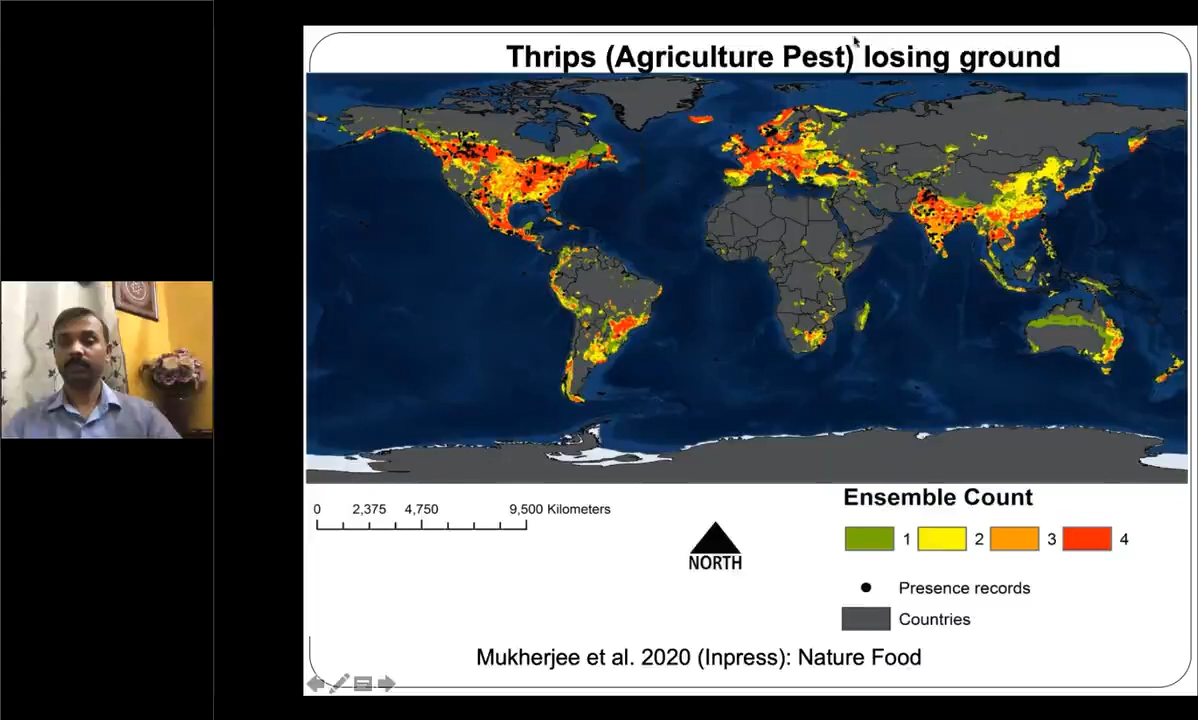 Thrips (Agriculture Pest) losing ground
0 2,375 4,750 9,500 Kilometers
NORTH
Ensemble Count
1 2 3 4
Presence records
Countries
Mukherjee et al. 2020 (Inpress): Nature Food